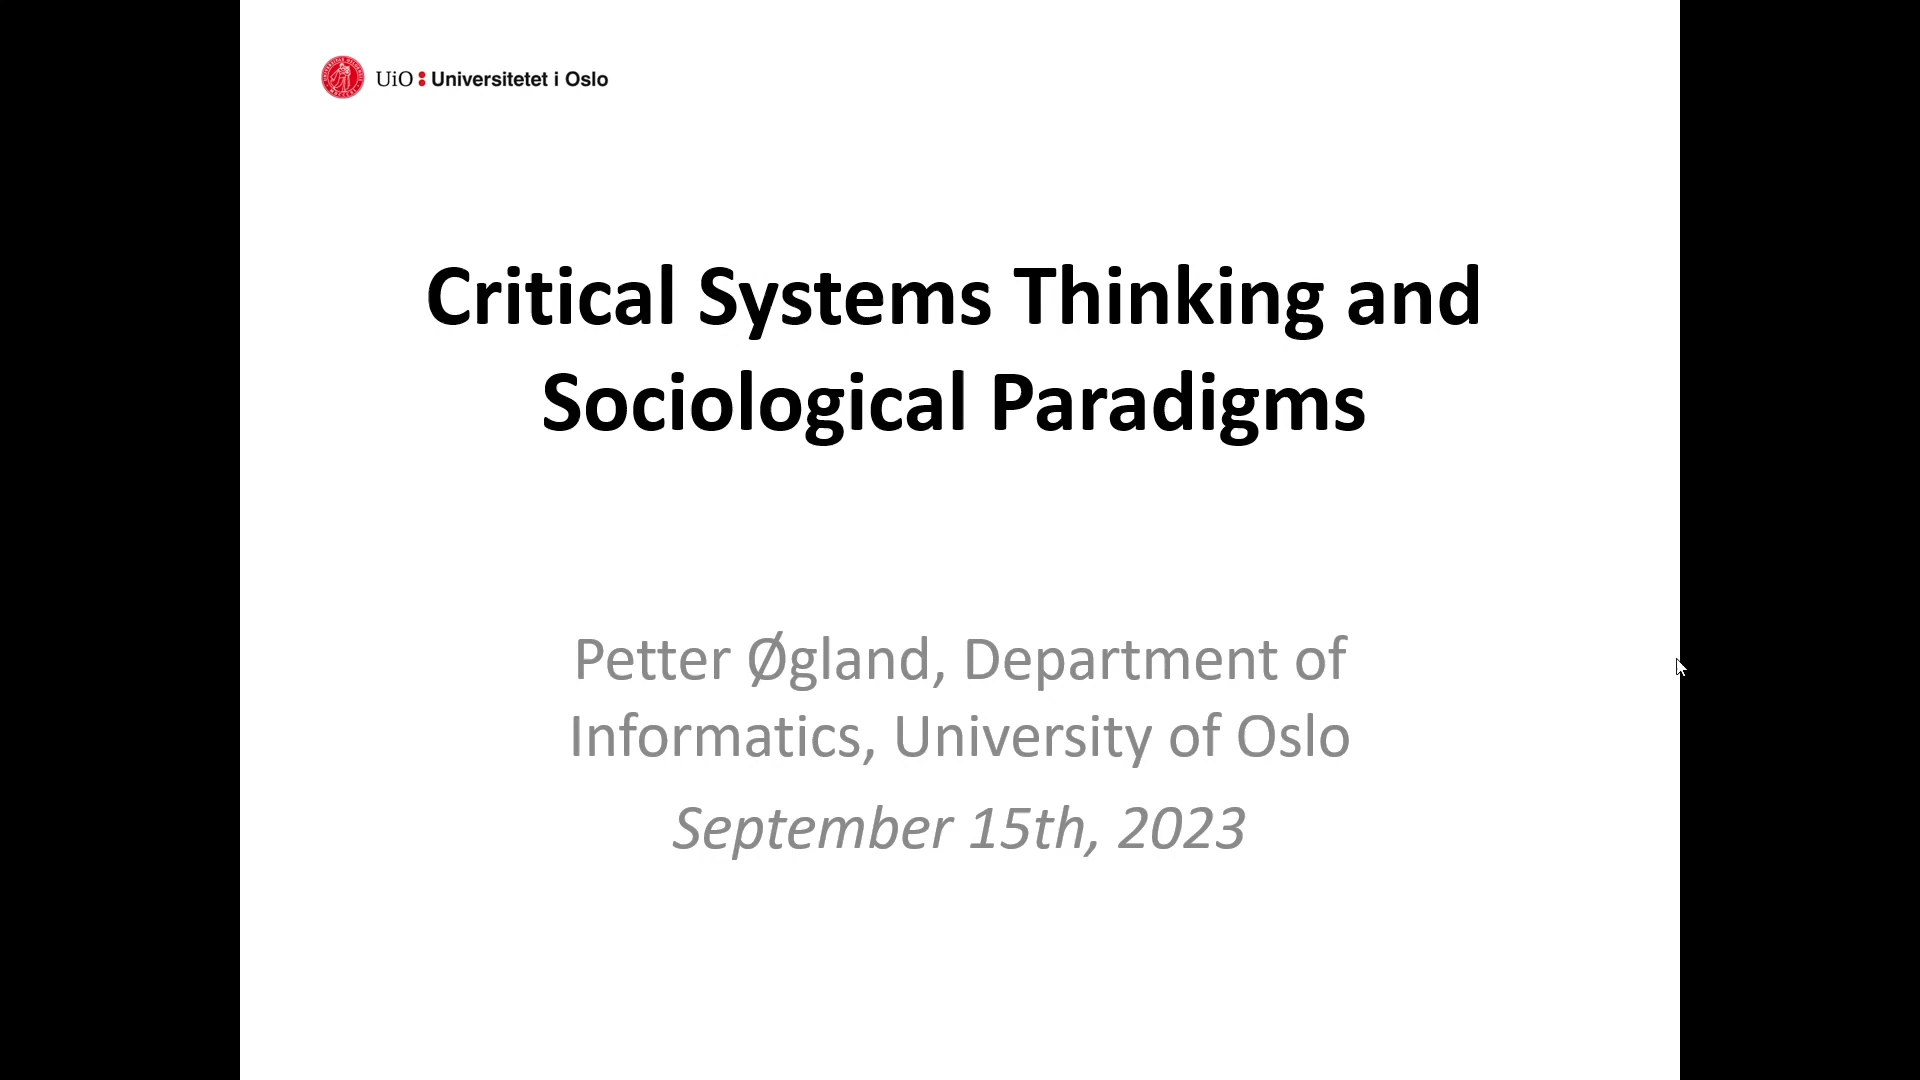 UiO : Universitetet i Oslo
Critical Systems Thinking and
Sociological Paradigms
Petter Øgland, Department of
Informatics, University of Oslo
September 15th, 2023